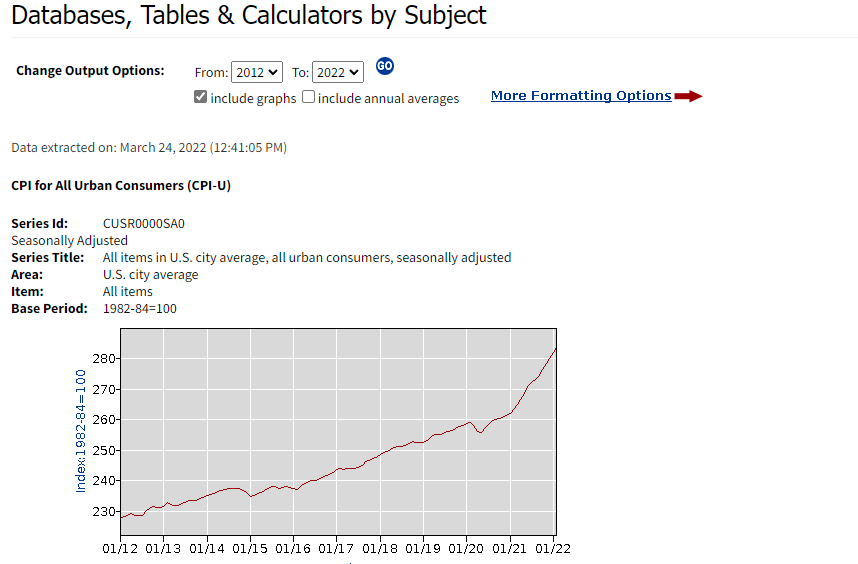 Databases, Tables & Calculators by Subject
Change Output Options: From: 2012 To: 2022 GO
include graphs include annual averages More Formatting Options
Data extracted on: March 24, 2022 (12:41:05 PM)
CPI for All Urban Consumers (CPI-U)
Series Id: CUSR0000SA0
Seasonally Adjusted
Series Title: All items in U.S. city average, all urban consumers, seasonally adjusted
Area: U.S. city average
Item: All items
Base Period: 1982-84=100
Index:1982-84=100
280
270
260
250
240
230
01/12 01/13 01/14 01/15 01/16 01/17 01/18 01/19 01/20 01/21 01/22